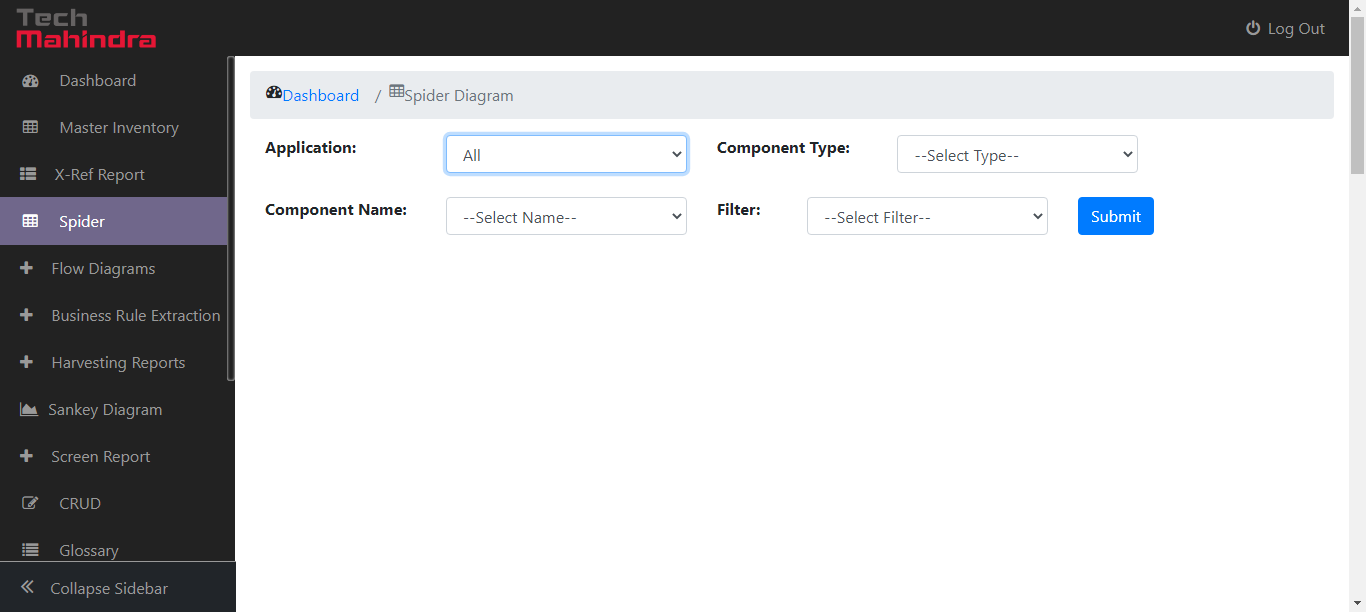 Tech
Mahindra
Log Out
Dashboard
Master Inventory
X-Ref Report
Spider
Flow Diagrams
Business Rule Extraction
Harvesting Reports
Sankey Diagram
Screen Report
CRUD
Glossary
Collapse Sidebar
Dashboard / Spider Diagram
Application: All Component Type: --Select Type--
Component Name: --Select Name-- Filter: --Select Filter-- Submit